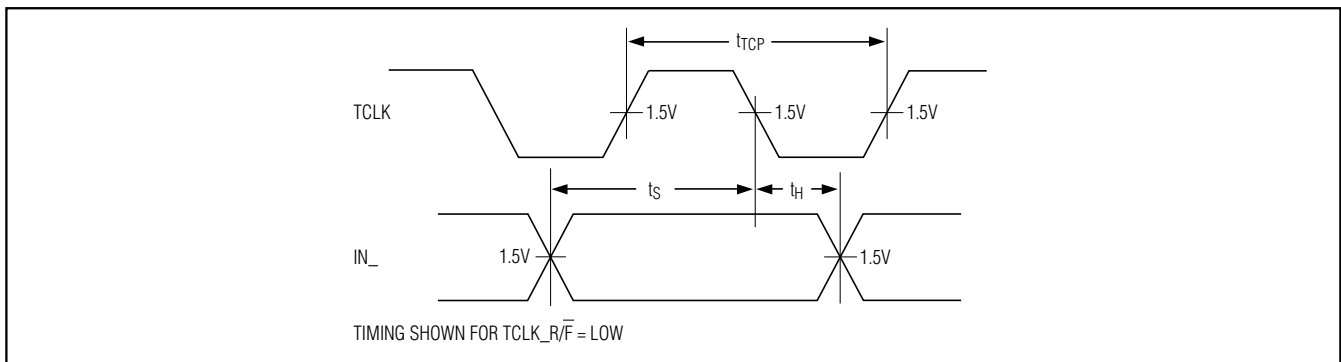 tTCP
TCLK
1.5V
1.5V
1.5V
tS
tH
IN_
1.5V
1.5V
TIMING SHOWN FOR TCLK_R/F̅ = LOW